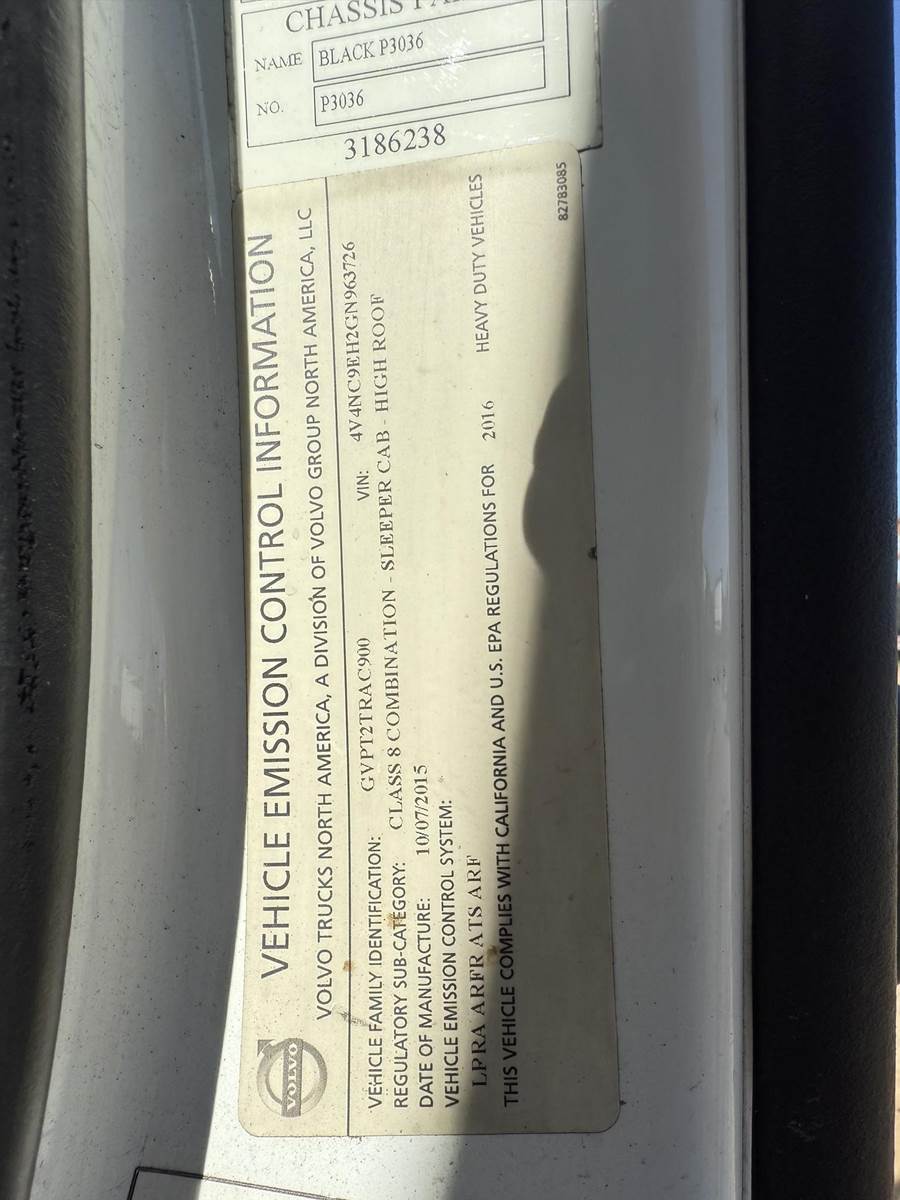 CHASSIS
NAME BLACK P3036
NO. P3036
3186238
VOLVO
VEHICLE EMISSION CONTROL INFORMATION
VOLVO TRUCKS NORTH AMERICA, A DIVISION OF VOLVO GROUP NORTH AMERICA, LLC
VEHICLE FAMILY IDENTIFICATION: GVPT2TRAC900 VIN: 4V4NC9EH2GN963726
REGULATORY SUB-CATEGORY: CLASS 8 COMBINATION - SLEEPER CAB - HIGH ROOF
DATE OF MANUFACTURE: 10/07/2015
VEHICLE EMISSION CONTROL SYSTEM:
LPRA ARFR ATS ARF
THIS VEHICLE COMPLIES WITH CALIFORNIA AND U.S. EPA REGULATIONS FOR 2016 HEAVY DUTY VEHICLES
82783085